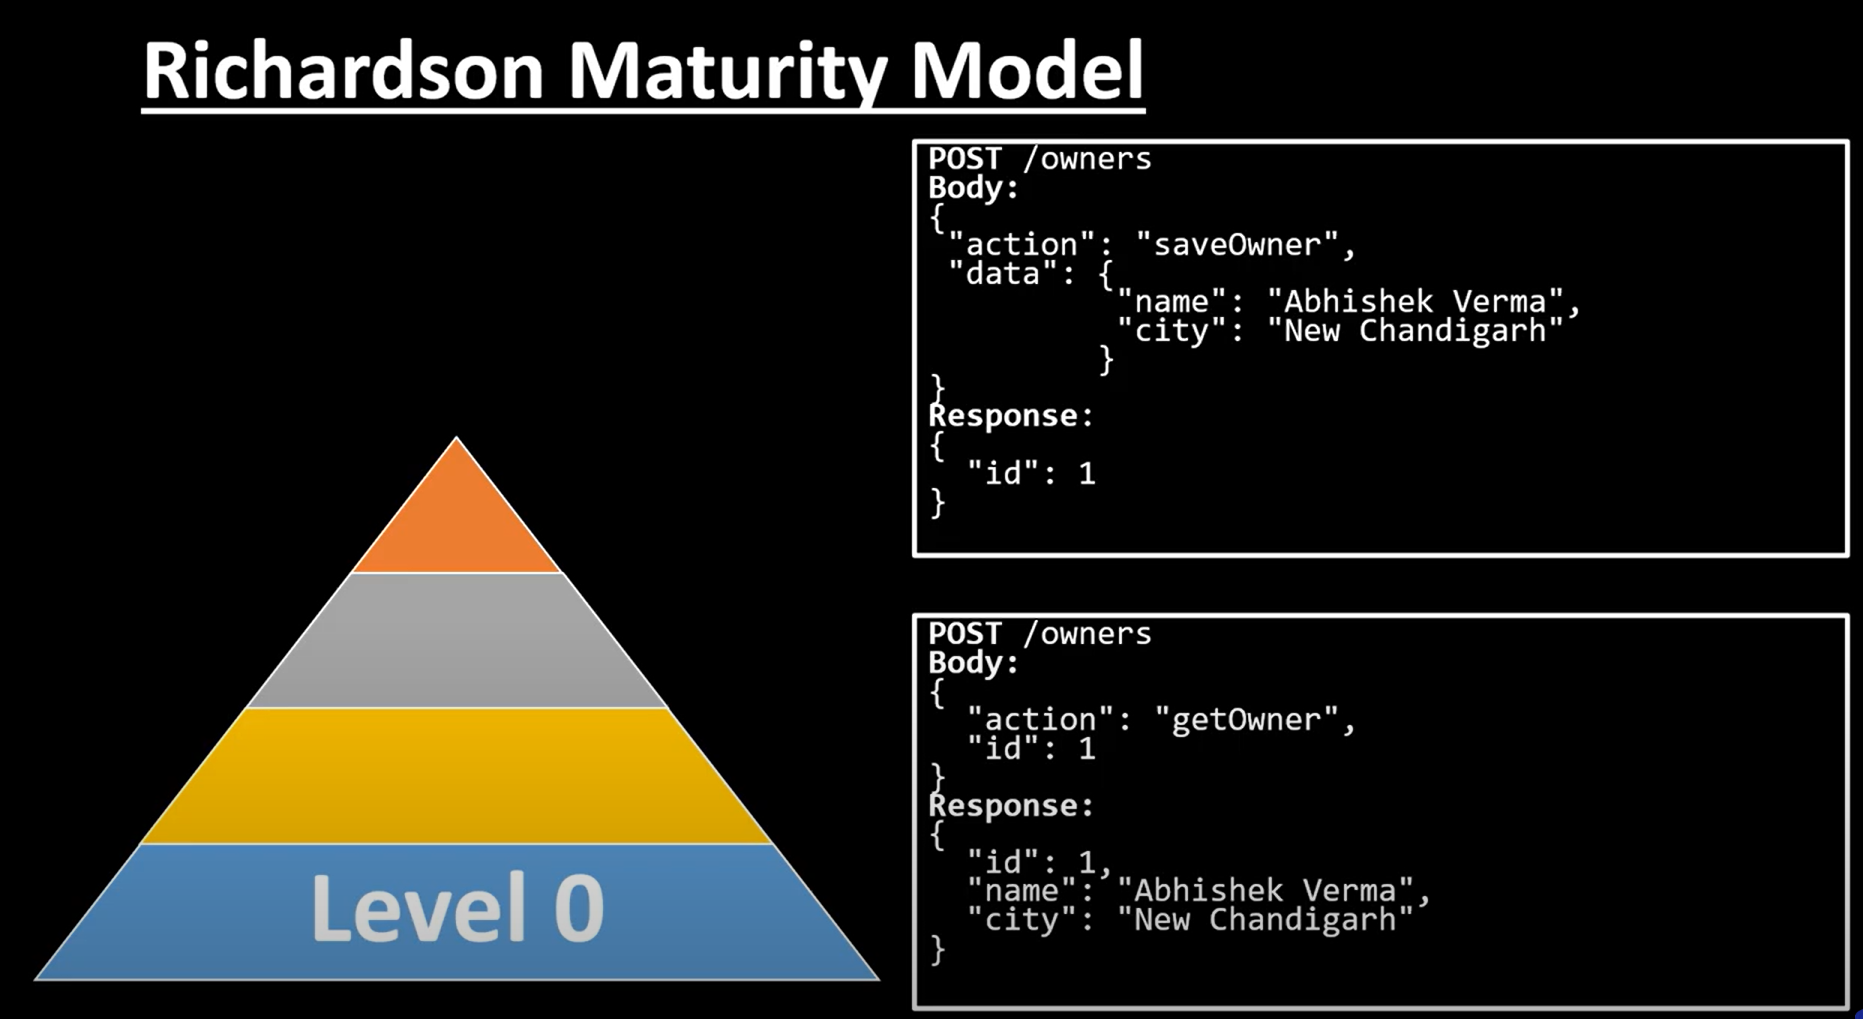 Richardson Maturity Model
POST /owners
Body:
{
 "action": "saveOwner",
 "data": {
          "name": "Abhishek Verma",
          "city": "New Chandigarh"
         }
}
Response:
{
  "id": 1
}
POST /owners
Body:
{
  "action": "getOwner",
  "id": 1
}
Response:
{
  "id": 1,
  "name": "Abhishek Verma",
  "city": "New Chandigarh"
}
Level 0